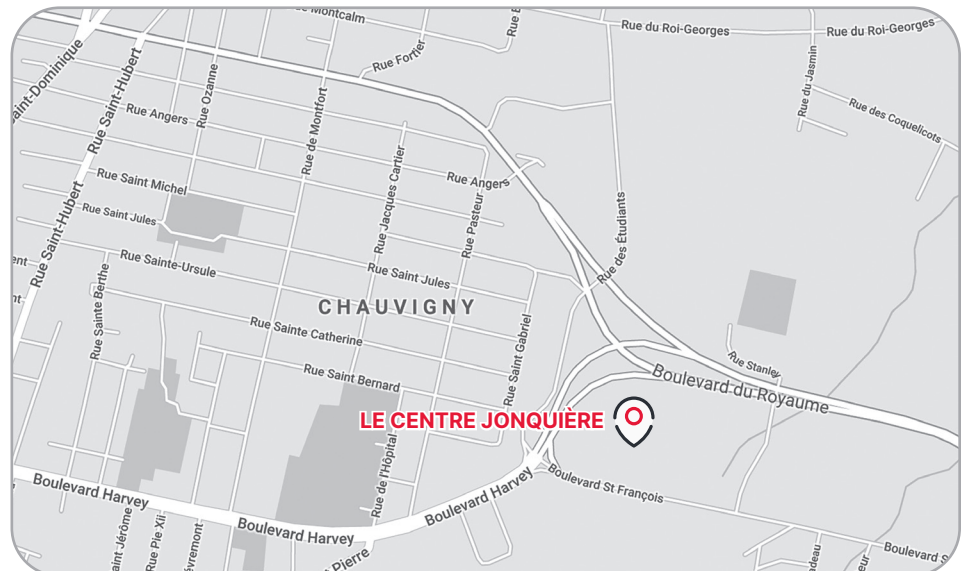 Montcalm
Rue du Roi-Georges
Rue du Roi-Georges
Rue Fortier
Rue Saint-Hubert
Rue Ozanne
Rue du Jasmin
Rue des Coquelicots
Rue Angers
Rue de Montfort
Rue Saint Michel
Rue Jacques Cartier
Rue Angers
Rue Pasteur
Rue Saint-Hubert
Rue Saint Jules
Rue des Étudiants
Rue Sainte-Ursule
Rue Saint Jules
Rue Sainte Berthe
CHAUVIGNY
Rue Sainte Catherine
Rue Saint Gabriel
Rue Stanley
Rue Saint Bernard
Boulevard du Royaume
LE CENTRE JONQUIÈRE
Rue de l'Hôpital
Boulevard Harvey
Boulevard Harvey
Boulevard St François
Boulevard Harvey
aint Jérôme
Rue Pie Xii
évremont
Pierre
Boulevard S